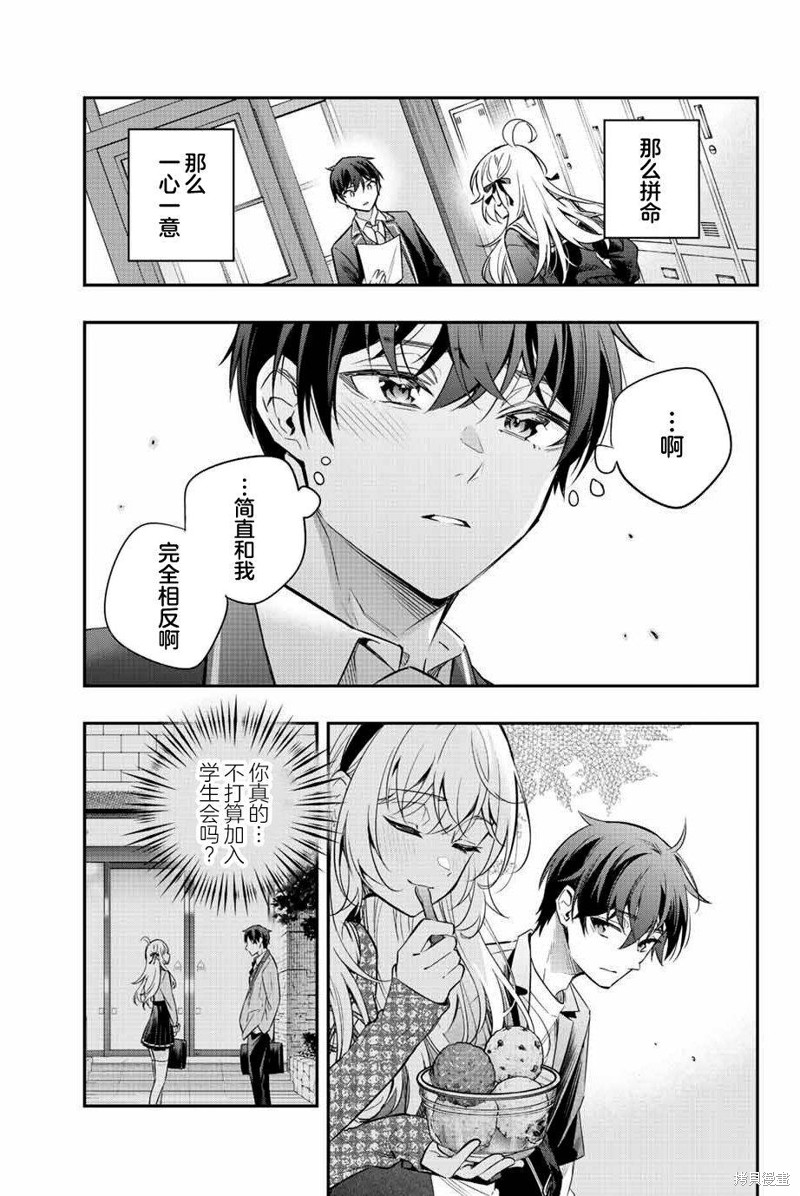 那么拼命
那么
一心一意
…啊
…简直和我
完全相反啊
你真的…
不打算加入
学生会吗？
拷贝漫畫